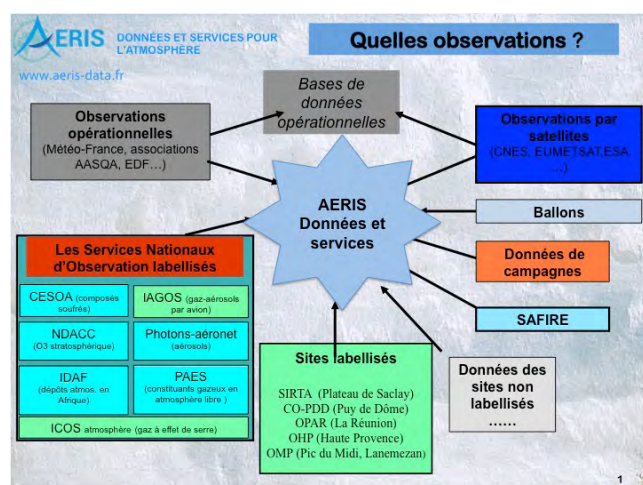 AERIS
DONNÉES ET SERVICES POUR
L'ATMOSPHÈRE
www.aeris-data.fr
Quelles observations ?
Bases de
données
opérationnelles
Observations
opérationnelles
(Météo-France, associations
AASQA, EDF…)
Observations par
satellites
(CNES, EUMETSAT,ESA
…)
AERIS
Données et
services
Ballons
Données de
campagnes
SAFIRE
Les Services Nationaux
d'Observation labellisés
CESOA (composés
soufrés)
IAGOS (gaz-aérosols
par avion)
NDACC
(O3 stratosphérique)
Photons-aéronet
(aérosols)
IDAF
(dépôts atmos. en
Afrique)
PAES
(constituants gazeux en
atmosphère libre )
ICOS atmosphère (gaz à effet de serre)
Sites labellisés
SIRTA (Plateau de Saclay)
CO-PDD (Puy de Dôme)
OPAR (La Réunion)
OHP (Haute Provence)
OMP (Pic du Midi, Lanemezan)
Données des
sites non
labellisés
……
1